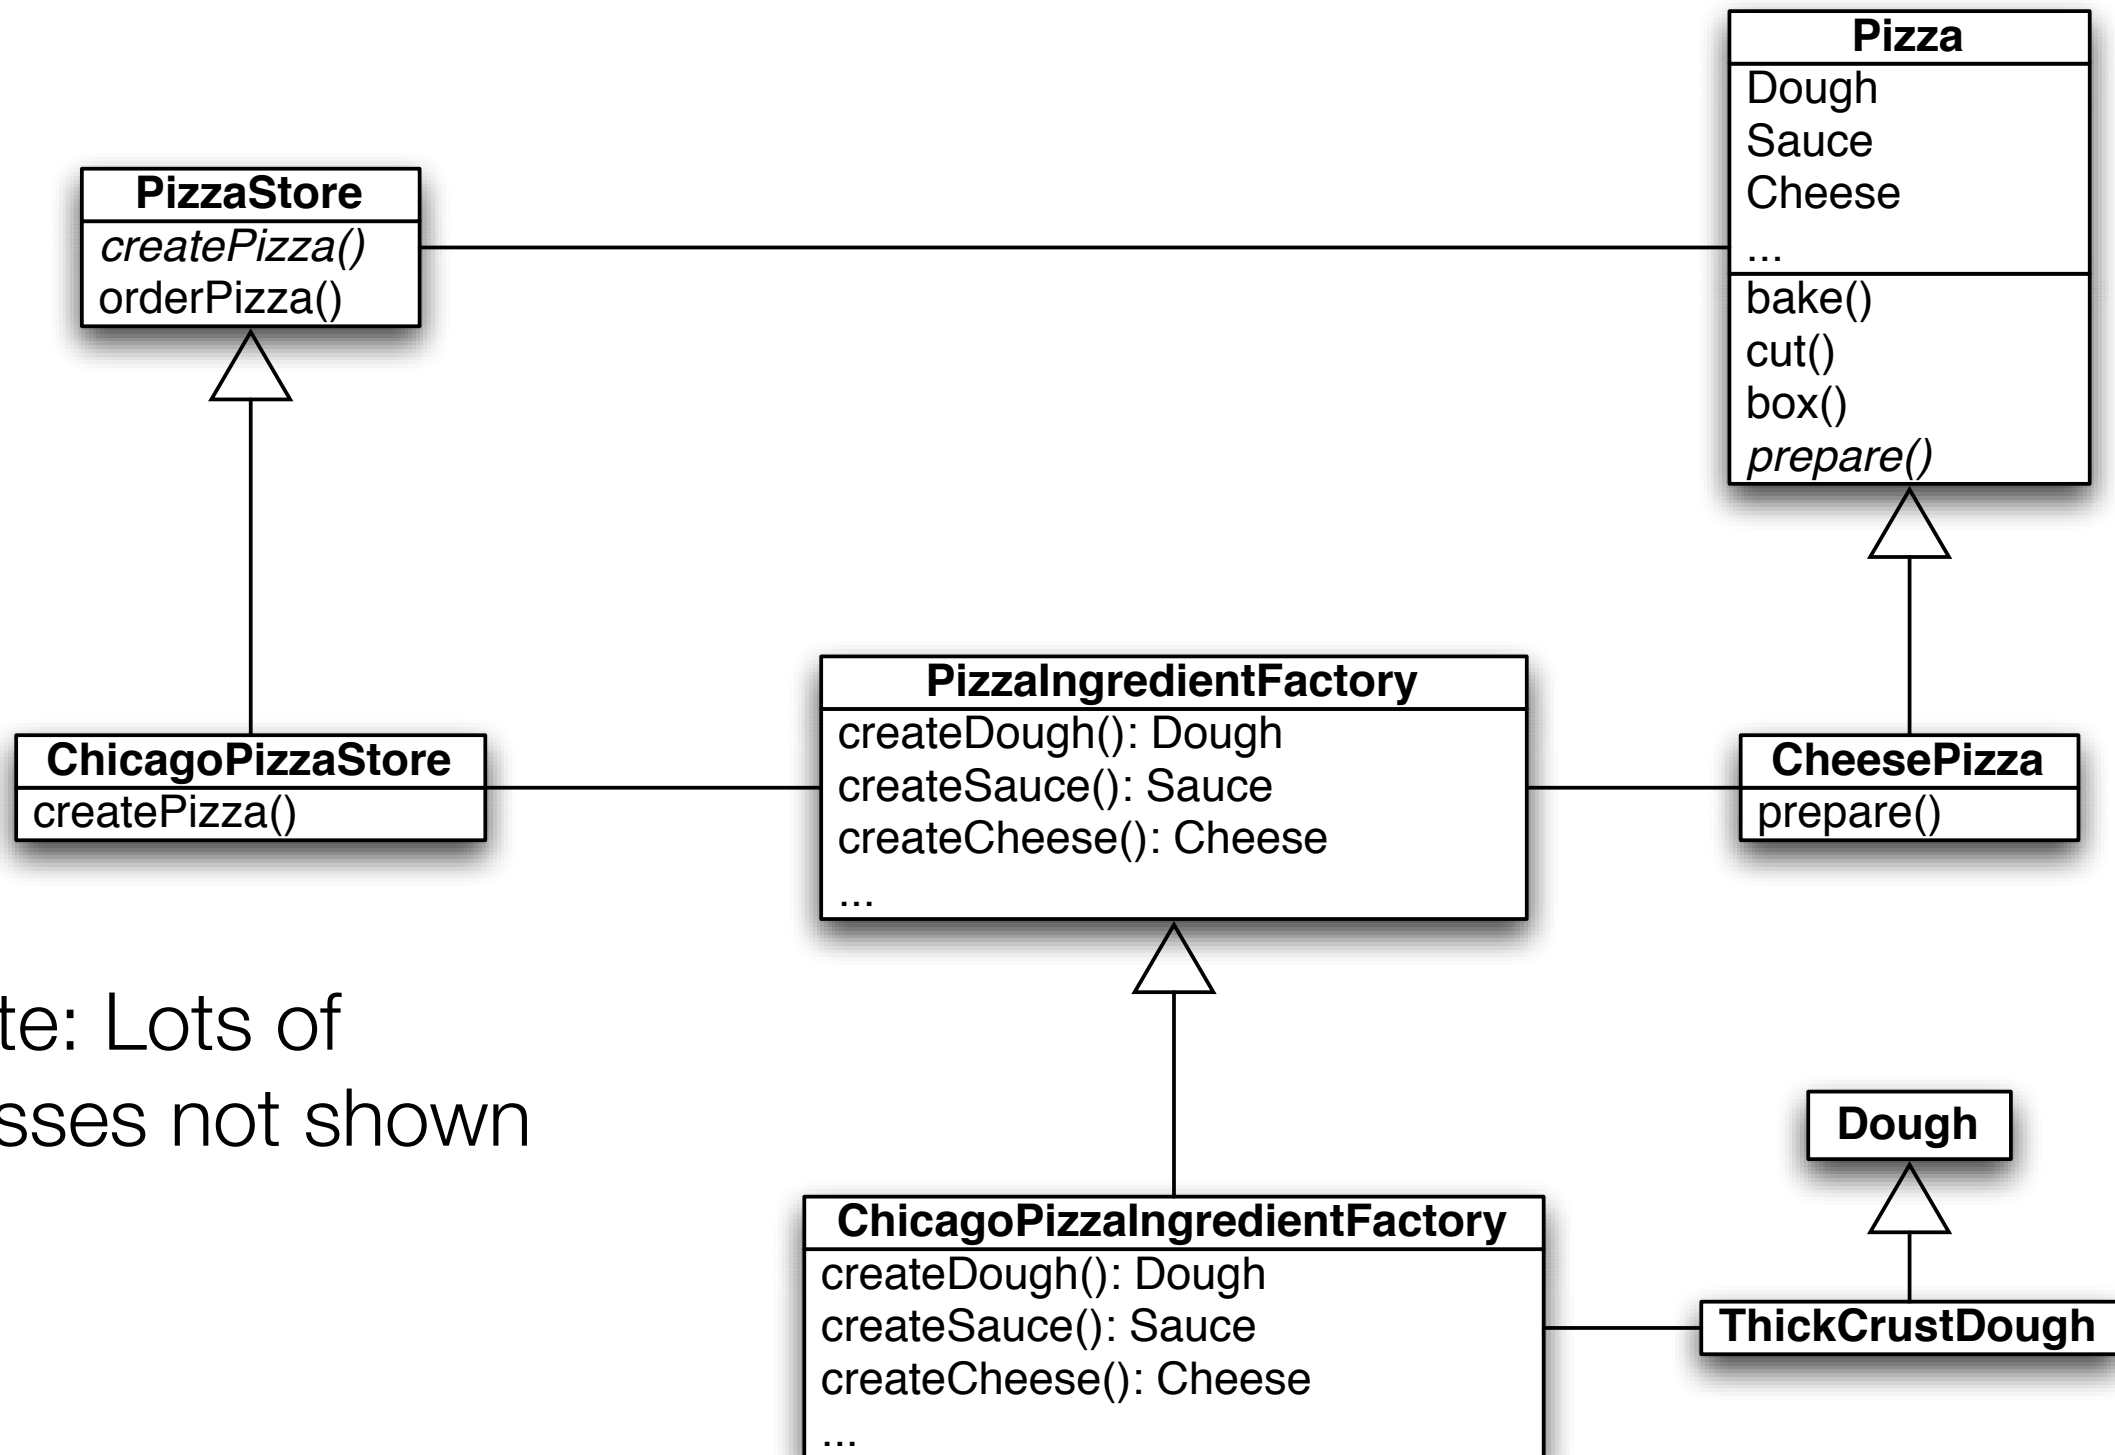 Pizza
Dough
Sauce
Cheese
...
bake()
cut()
box()
prepare()
PizzaStore
createPizza()
orderPizza()
PizzaIngredientFactory
createDough(): Dough
createSauce(): Sauce
createCheese(): Cheese
...
ChicagoPizzaStore
createPizza()
CheesePizza
prepare()
te: Lots of
sses not shown
Dough
ChicagoPizzaIngredientFactory
createDough(): Dough
createSauce(): Sauce
createCheese(): Cheese
...
ThickCrustDough